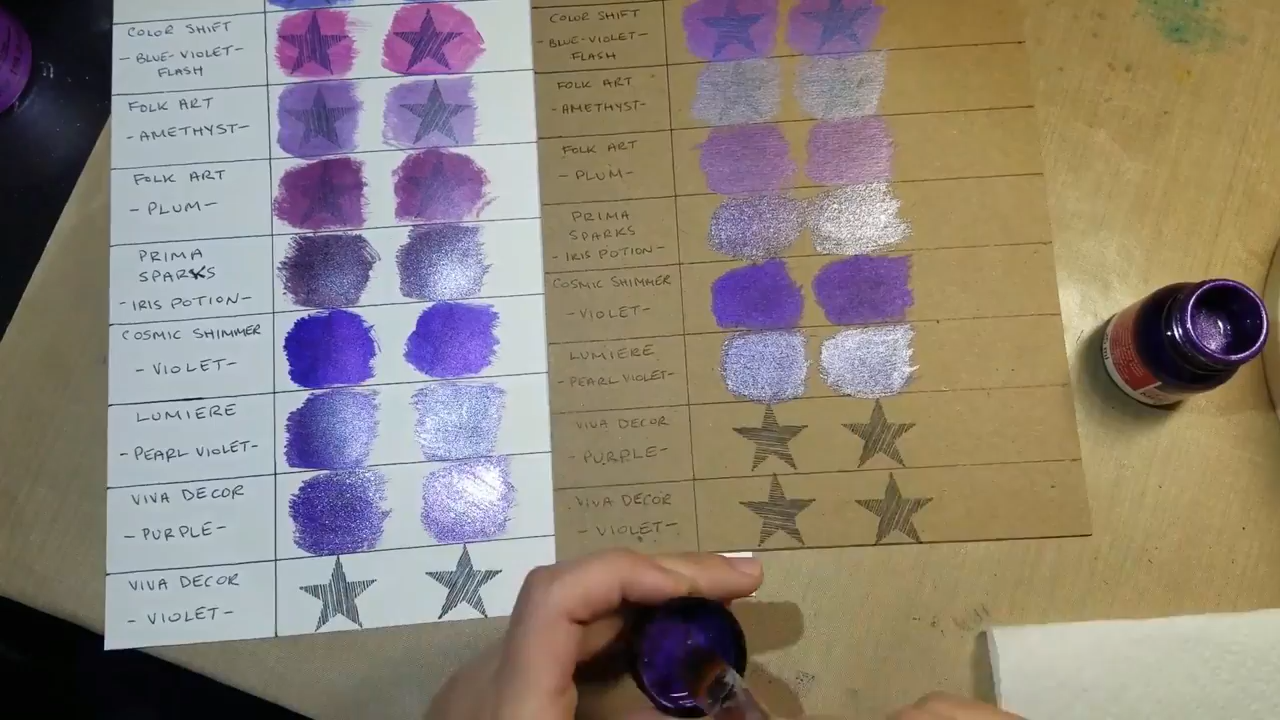 COLOR SHIFT
- BLUE-VIOLET-
FLASH
FOLK ART
-AMETHYST-
FOLK ART
- PLUM-
PRIMA
SPARKS
-IRIS POTION-
COSMIC SHIMMER
- VIOLET-
LUMIERE
-PEARL VIOLET-
VIVA DECOR
-PURPLE-
VIVA DECOR
- VIOLET-
COLOR SHIFT
-BLUE-VIOLET-
FLASH
FOLK ART
-AMETHYST-
FOLK ART
- PLUM-
PRIMA
SPARKS
-IRIS POTION-
COSMIC SHIMMER
- VIOLET-
LUMIERE
-PEARL VIOLET-
VIVA DECOR
-PURPLE-
VIVA DECOR
- VIOLET-